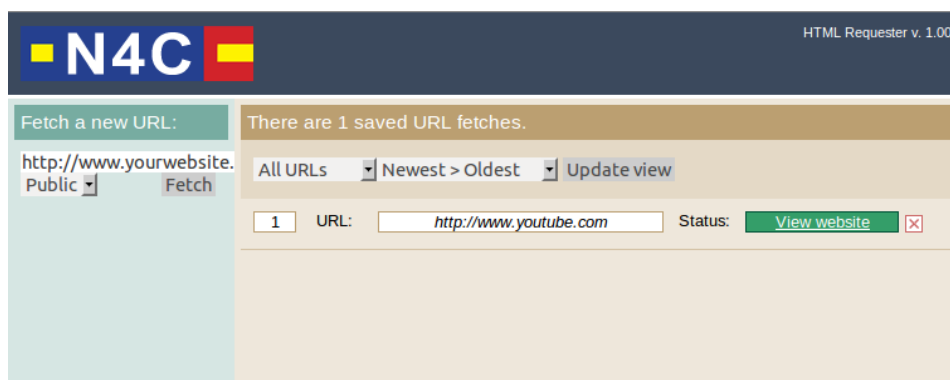 N4C
HTML Requester v. 1.00
Fetch a new URL:
http://www.yourwebsite.
Public Fetch
There are 1 saved URL fetches.
All URLs Newest > Oldest Update view
1 URL: http://www.youtube.com Status: View website